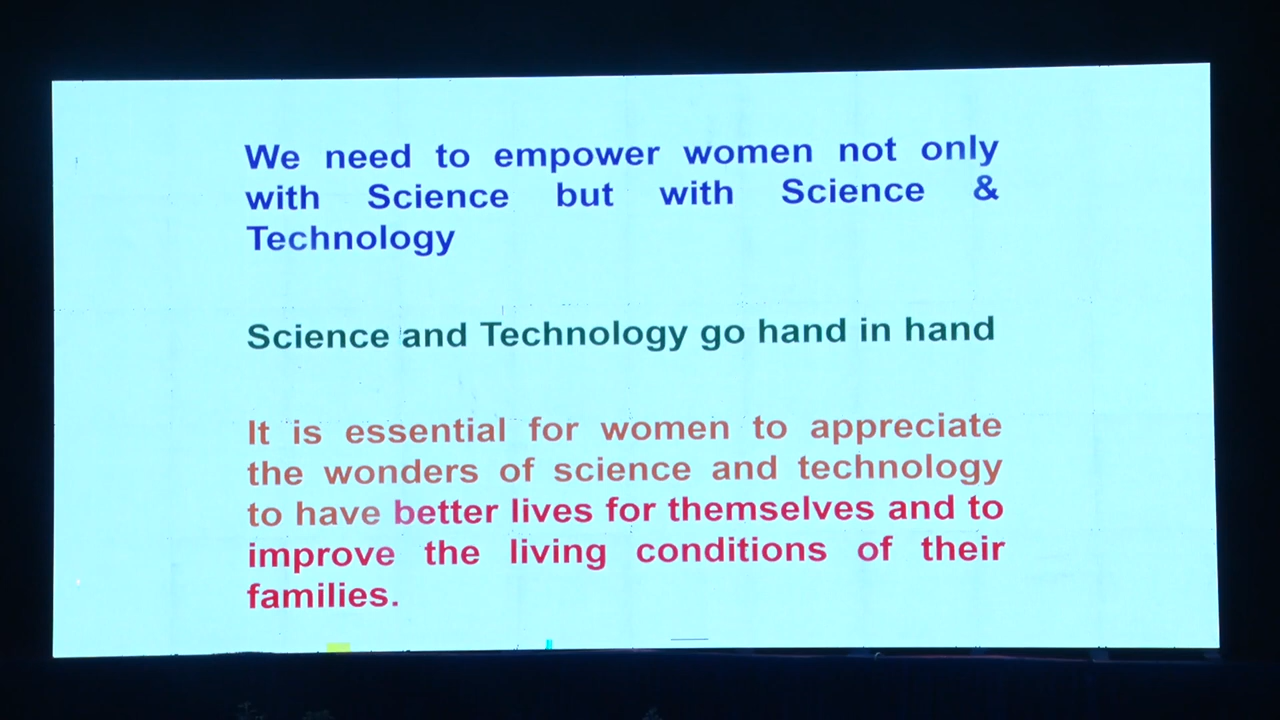 We need to empower women not only
with Science but with Science &
Technology
Science and Technology go hand in hand
It is essential for women to appreciate
the wonders of science and technology
to have better lives for themselves and to
improve the living conditions of their
families.